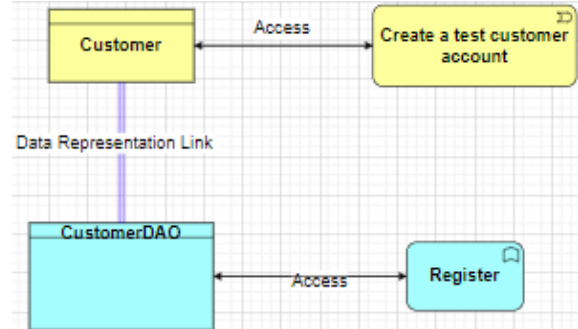 Customer
Access
Create a test customer
account
Data Representation Link
CustomerDAO
Access
Register